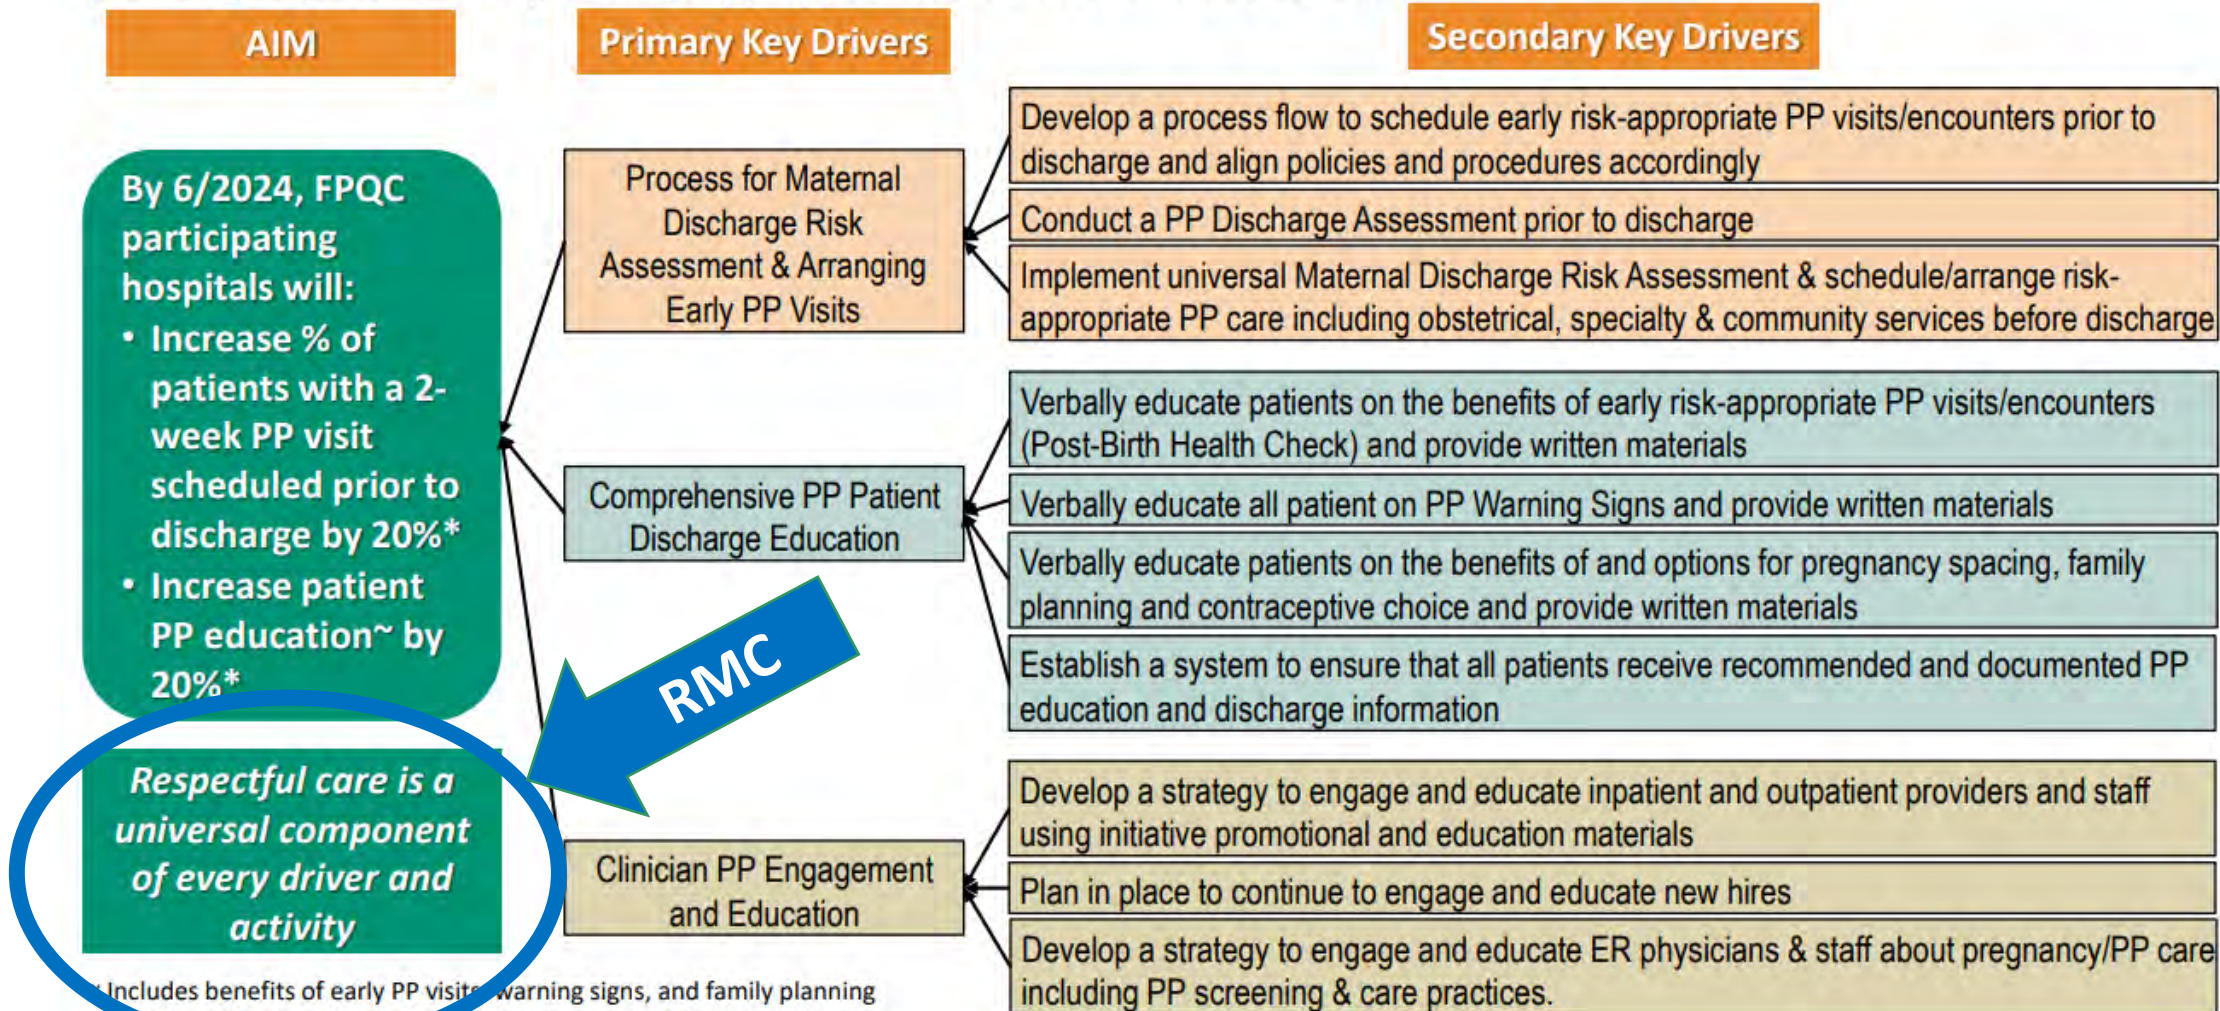 AIM
Primary Key Drivers
Secondary Key Drivers
By 6/2024, FPQC
participating
hospitals will:
• Increase % of
patients with a 2-
week PP visit
scheduled prior to
discharge by 20%*
• Increase patient
PP education~ by
20%*
Respectful care is a
universal component
of every driver and
activity
Process for Maternal
Discharge Risk
Assessment & Arranging
Early PP Visits
Develop a process flow to schedule early risk-appropriate PP visits/encounters prior to
discharge and align policies and procedures accordingly
Conduct a PP Discharge Assessment prior to discharge
Implement universal Maternal Discharge Risk Assessment & schedule/arrange risk-
appropriate PP care including obstetrical, specialty & community services before discharge
Comprehensive PP Patient
Discharge Education
Verbally educate patients on the benefits of early risk-appropriate PP visits/encounters
(Post-Birth Health Check) and provide written materials
Verbally educate all patient on PP Warning Signs and provide written materials
Verbally educate patients on the benefits of and options for pregnancy spacing, family
planning and contraceptive choice and provide written materials
Establish a system to ensure that all patients receive recommended and documented PP
education and discharge information
RMC
Clinician PP Engagement
and Education
Develop a strategy to engage and educate inpatient and outpatient providers and staff
using initiative promotional and education materials
Plan in place to continue to engage and educate new hires
Develop a strategy to engage and educate ER physicians & staff about pregnancy/PP care
including PP screening & care practices.
Includes benefits of early PP visits, warning signs, and family planning